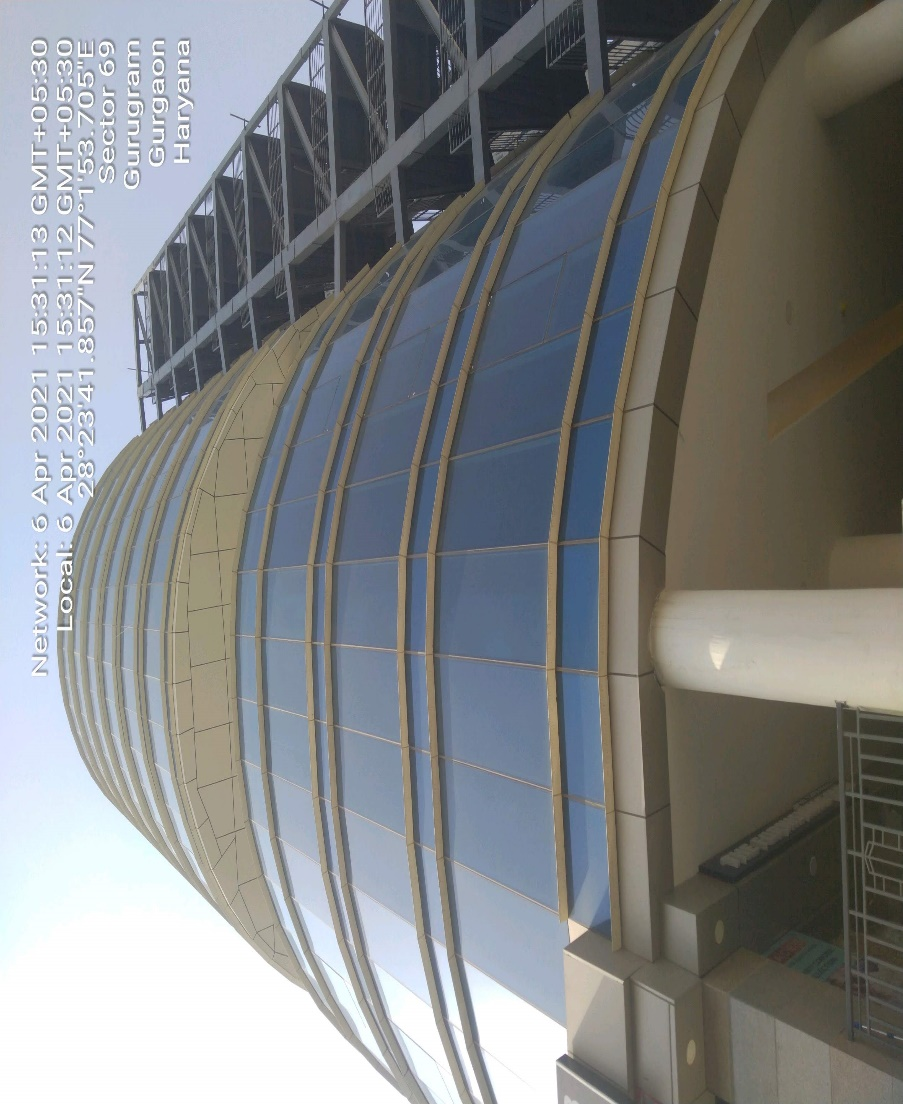 Network: 6 Apr 2021 15:31:13 GMT+05:30
Local: 6 Apr 2021 15:31:12 GMT+05:30
28°23'41.857"N 77°1'53.705"E
Sector 69
Gurugram
Gurgaon
Haryana